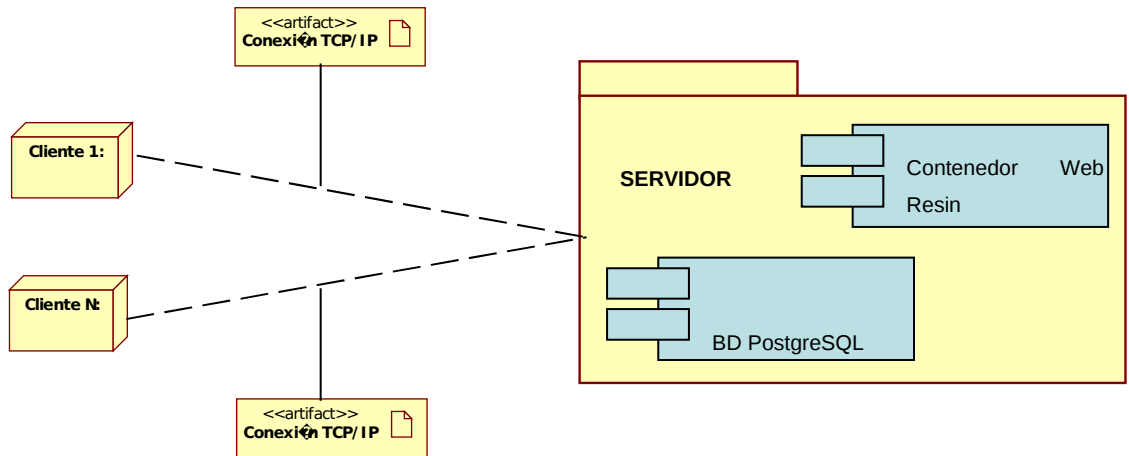 <<artifact>>
Conexi�n TCP/IP
Cliente 1:
SERVIDOR
Contenedor Web
Resin
Cliente N:
BD PostgreSQL
<<artifact>>
Conexi�n TCP/IP